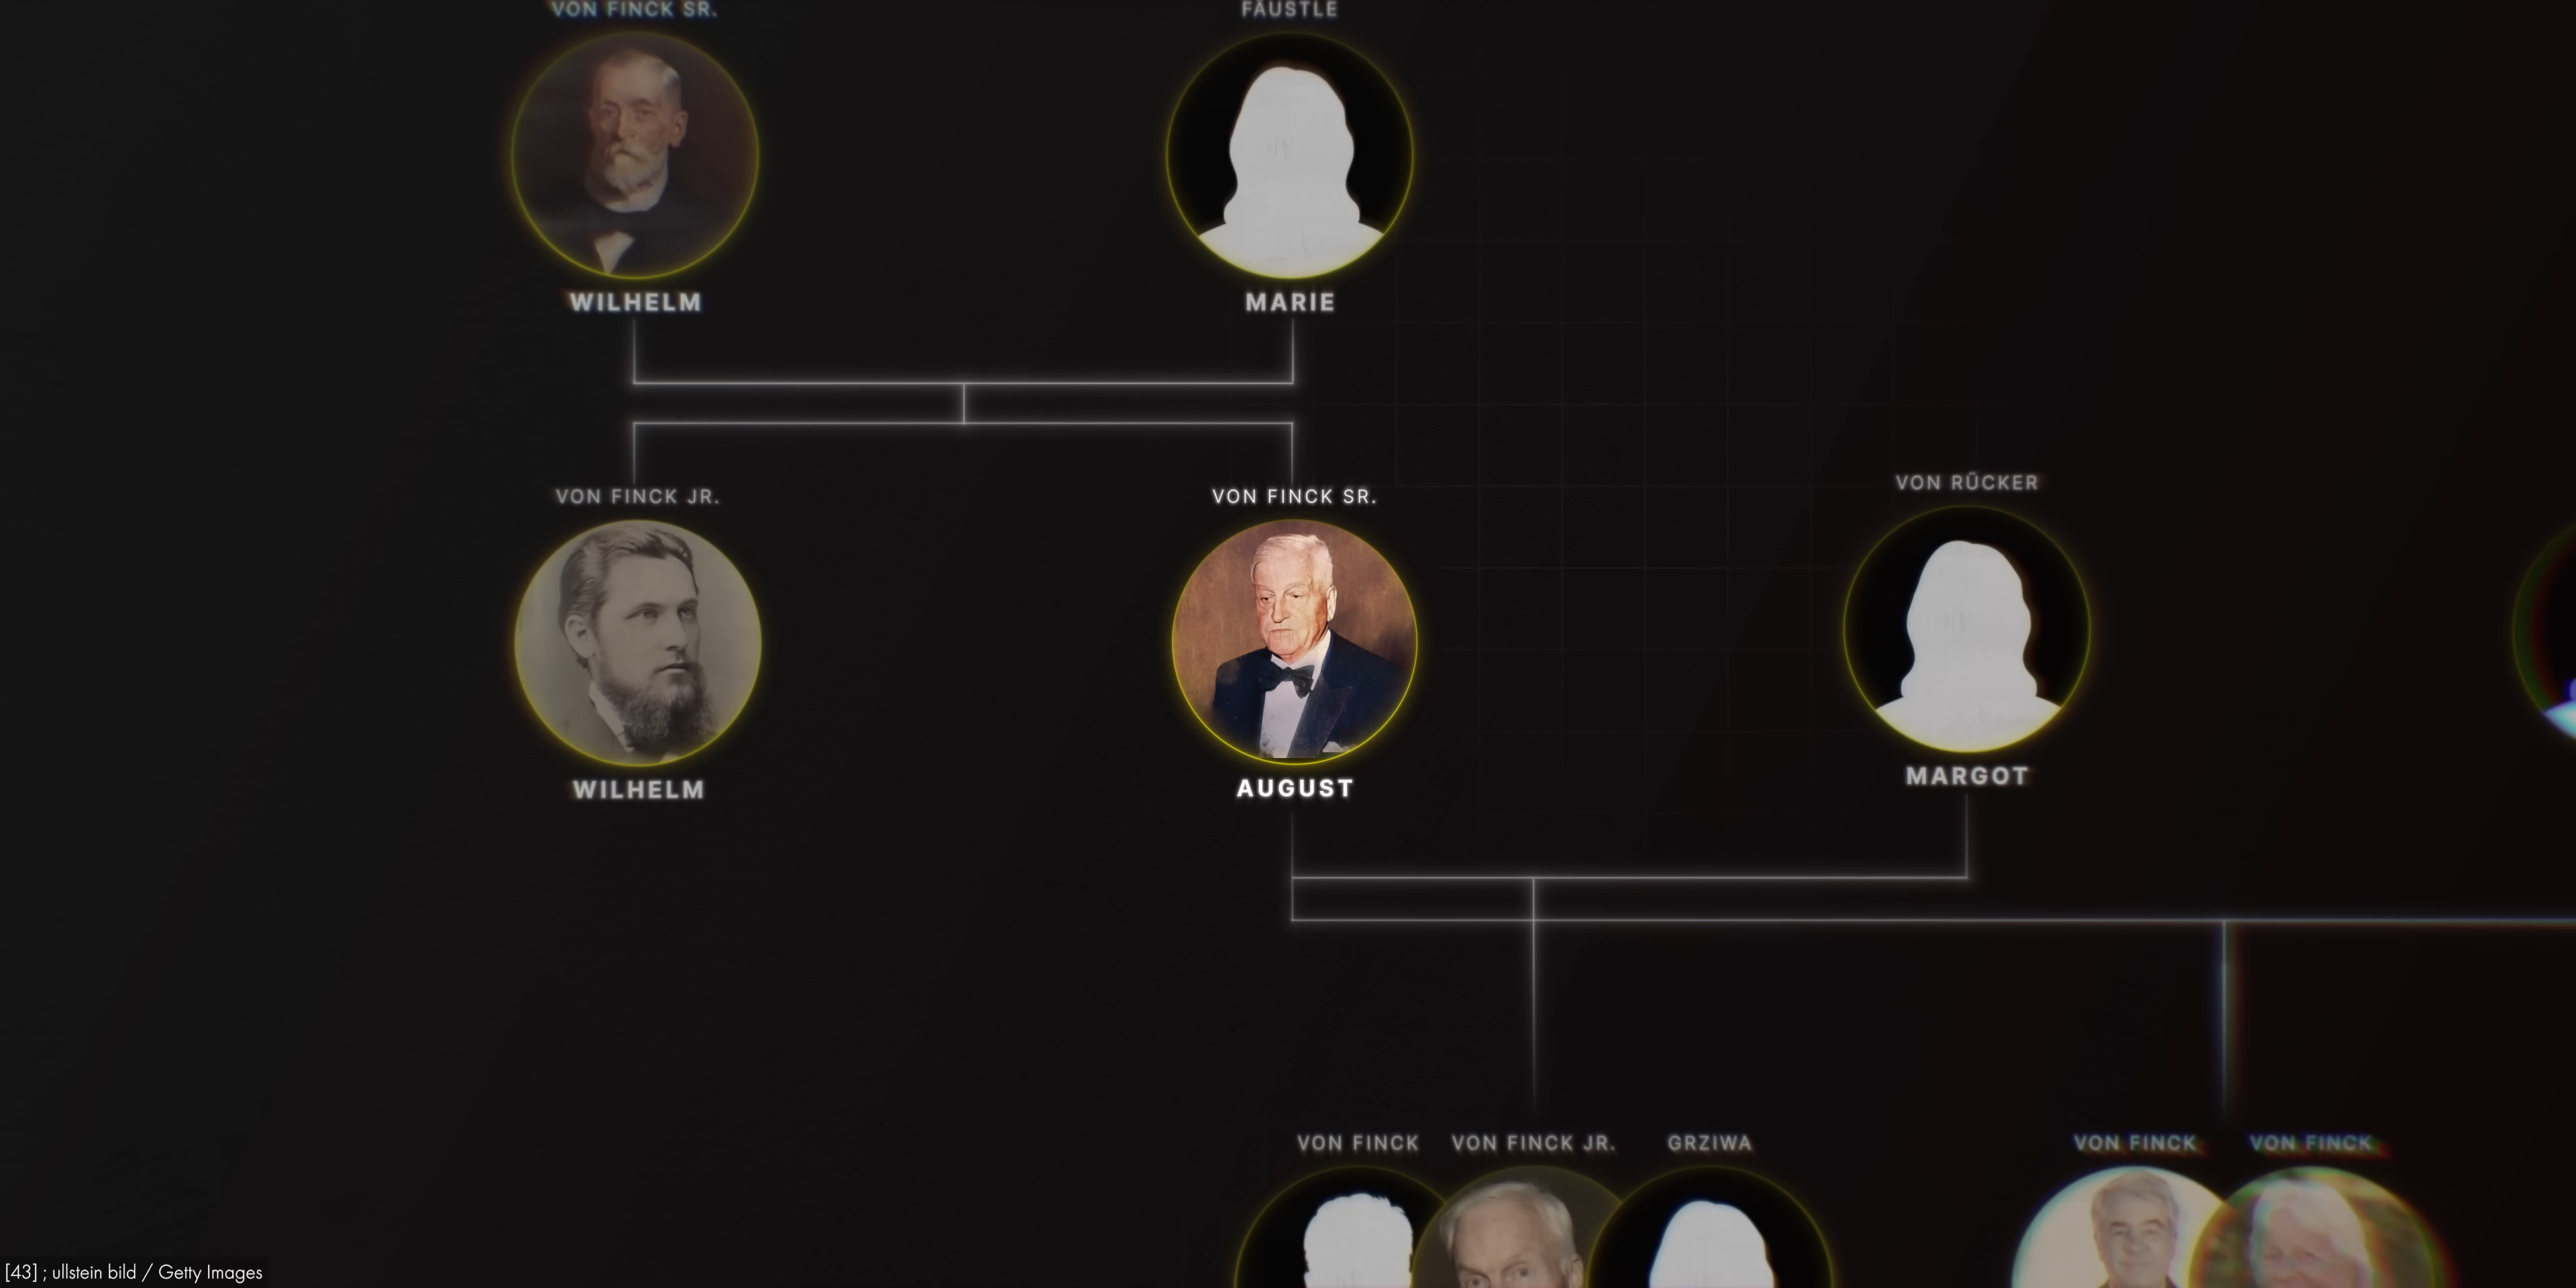 VON FINCK SR.
FÄUSTLE
WILHELM
MARIE
VON FINCK JR.
VON FINCK SR.
VON RÜCKER
WILHELM
AUGUST
MARGOT
VON FINCK
VON FINCK JR.
GRZIWA
VON FINCK
VON FINCK
[43] ; ullstein bild / Getty Images